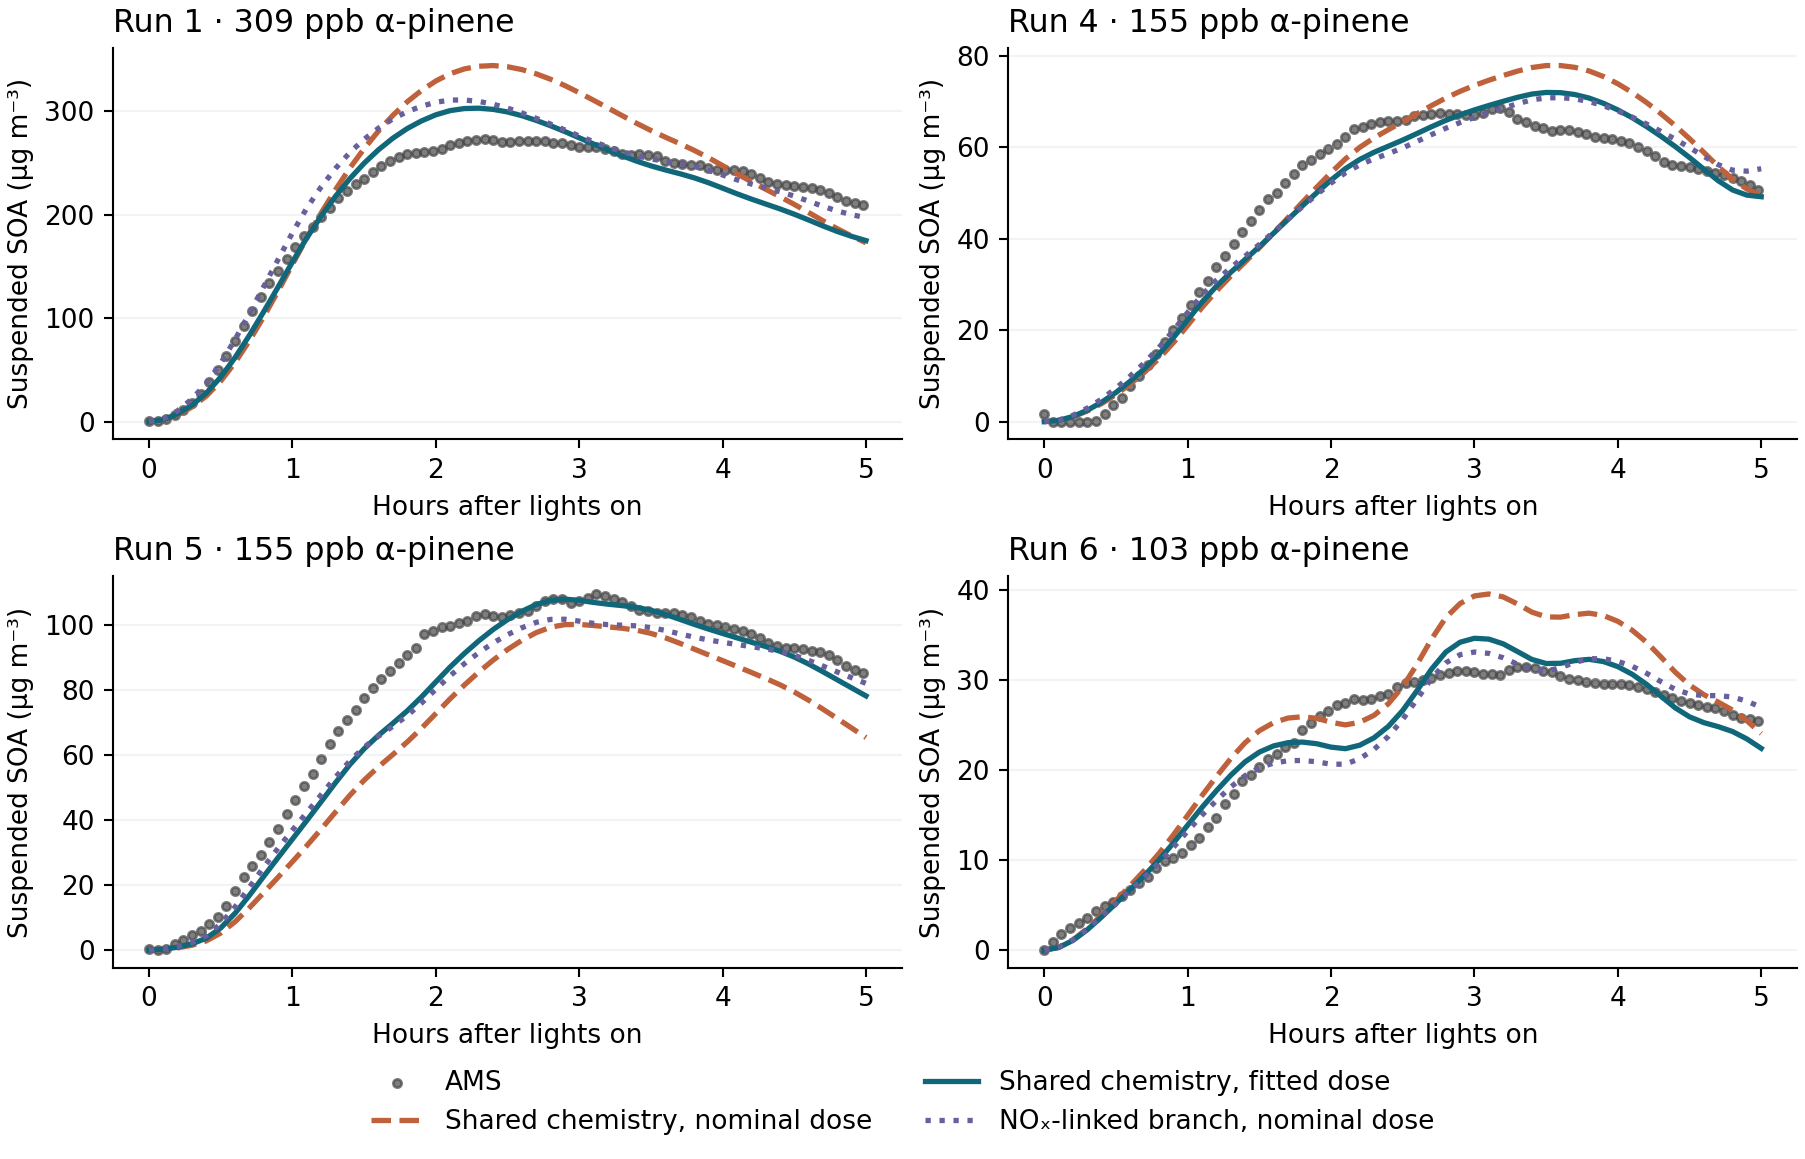 Run 1 · 309 ppb α-pinene
Suspended SOA (µg m⁻³)
300
200
100
0
0 1 2 3 4 5
Hours after lights on
Run 4 · 155 ppb α-pinene
Suspended SOA (µg m⁻³)
80
60
40
20
0
0 1 2 3 4 5
Hours after lights on
Run 5 · 155 ppb α-pinene
Suspended SOA (µg m⁻³)
100
80
60
40
20
0
0 1 2 3 4 5
Hours after lights on
Run 6 · 103 ppb α-pinene
Suspended SOA (µg m⁻³)
40
30
20
10
0
0 1 2 3 4 5
Hours after lights on
AMS
Shared chemistry, nominal dose
Shared chemistry, fitted dose
NOₓ-linked branch, nominal dose